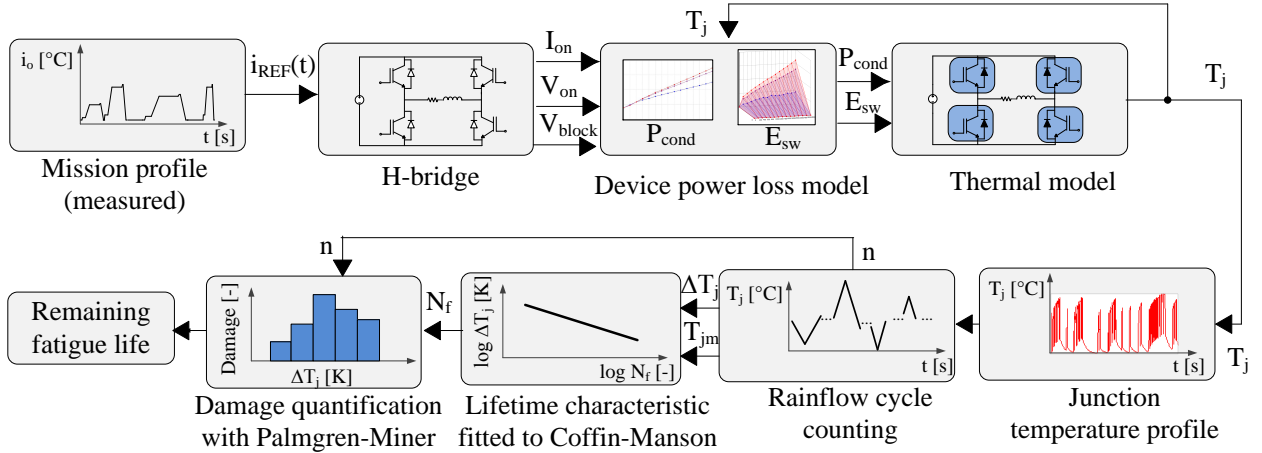 T_j
i_o [°C]
t [s]
Mission profile
(measured)
i_REF(t)
H-bridge
I_on
V_on
V_block
P_cond
E_sw
Device power loss model
P_cond
E_sw
Thermal model
T_j
n
n
Remaining
fatigue life
Damage [-]
ΔT_j [K]
Damage quantification
with Palmgren-Miner
N_f
log ΔT_j [K]
log N_f [-]
Lifetime characteristic
fitted to Coffin-Manson
ΔT_j
T_jm
T_j [°C]
t [s]
Rainflow cycle
counting
T_j [°C]
t [s]
Junction
temperature profile
T_j